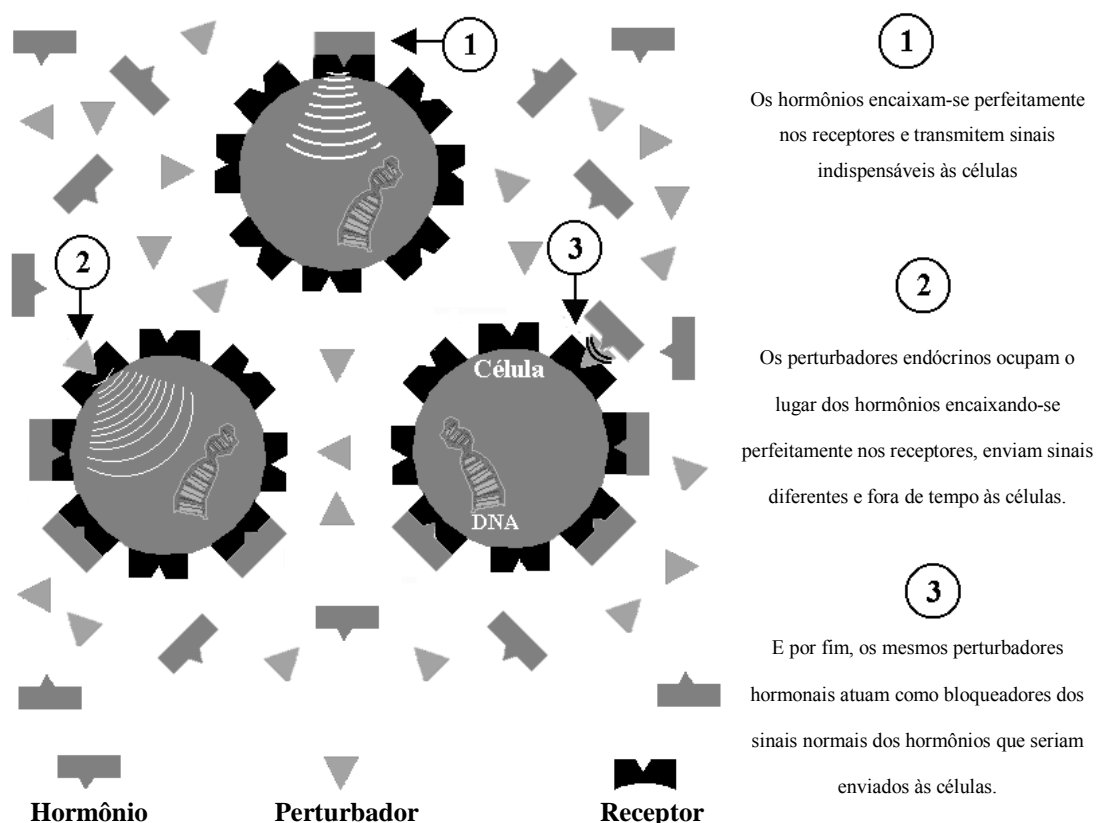 1
1
Os hormônios encaixam-se perfeitamente
nos receptores e transmitem sinais
indispensáveis às células
2
3
Célula
DNA
2
Os perturbadores endócrinos ocupam o
lugar dos hormônios encaixando-se
perfeitamente nos receptores, enviam sinais
diferentes e fora de tempo às células.
3
E por fim, os mesmos perturbadores
hormonais atuam como bloqueadores dos
sinais normais dos hormônios que seriam
enviados às células.
Hormônio Perturbador Receptor